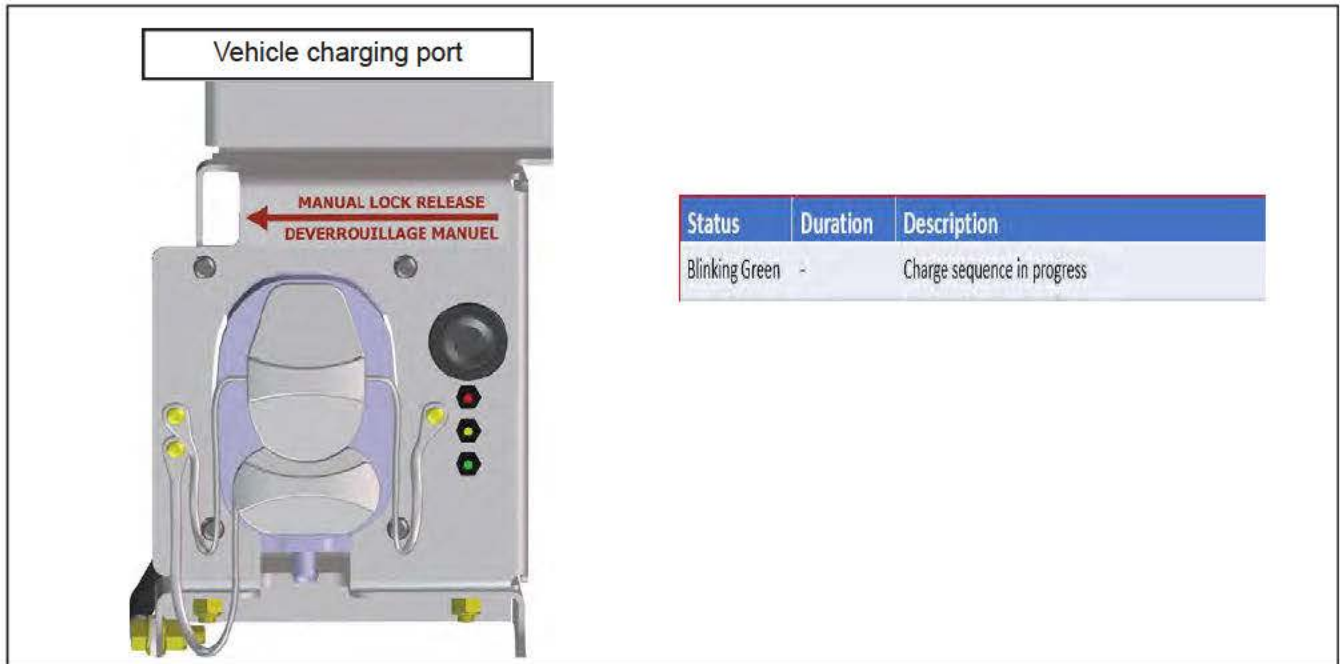 Vehicle charging port
MANUAL LOCK RELEASE
DEVERROUILLAGE MANUEL
Status Duration Description
Blinking Green - Charge sequence in progress